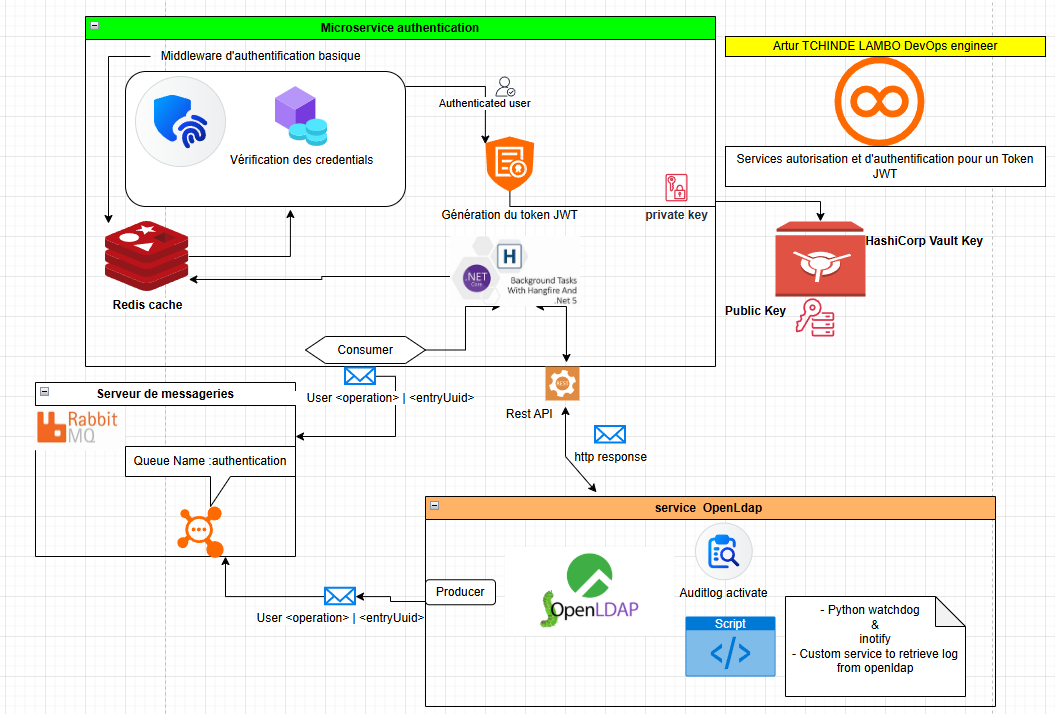 Microservice authentication
Middleware d'authentification basique
Artur TCHINDE LAMBO DevOps engineer
Authenticated user
Vérification des credentials
Services autorisation et d'authentification pour un Token
JWT
Génération du token JWT
private key
HashiCorp Vault Key
H
.NET
Core
Background Tasks
With Hangfire And
.Net 5
Redis cache
Public Key
Consumer
Serveur de messageries
User <operation> | <entryUuid>
REST
Rest API
Rabbit
MQ
Queue Name :authentication
http response
service OpenLdap
Producer
User <operation> | <entryUuid>
OpenLDAP
Auditlog activate
Script
</>
- Python watchdog
&
inotify
- Custom service to retrieve log
from openldap